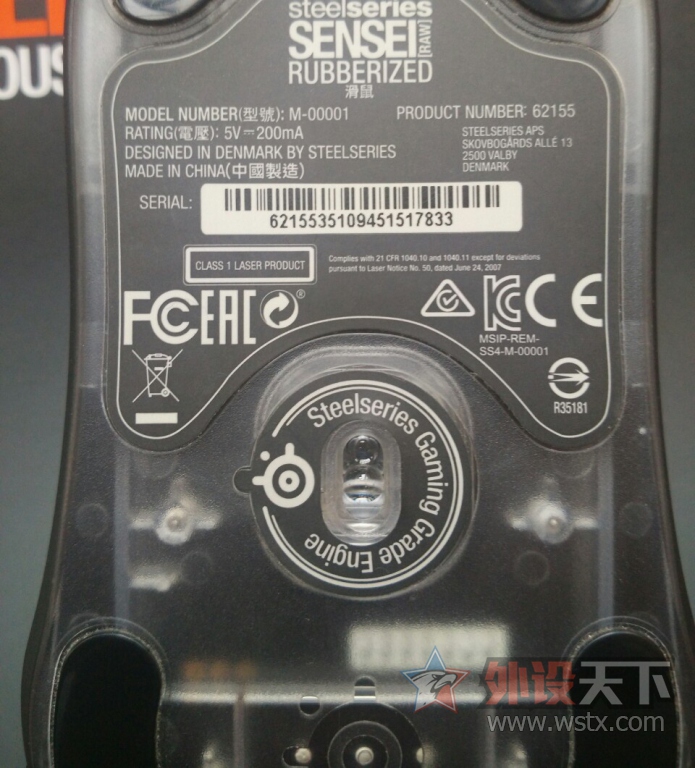 OUS
steelseries
SENSEI [RAW]
RUBBERIZED
滑鼠
MODEL NUMBER(型號): M-00001
RATING(電壓): 5V⎓200mA
DESIGNED IN DENMARK BY STEELSERIES
MADE IN CHINA(中國製造)
PRODUCT NUMBER: 62155
STEELSERIES APS
SKOVBOGÅRDS ALLÉ 13
2500 VALBY
DENMARK
SERIAL:
6215535109451517833
CLASS 1 LASER PRODUCT
Complies with 21 CFR 1040.10 and 1040.11 except for deviations
pursuant to Laser Notice No. 50, dated June 24, 2007
FC EAC ®
KC CE
MSIP-REM-
SS4-M-00001
R35181
Steelseries Gaming Grade Engine
外设天下
www.wstx.com